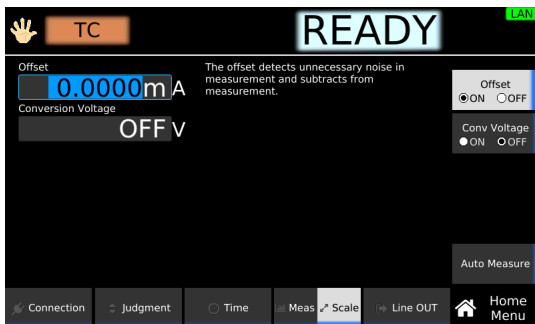 TC
READY
LAN
Offset
0.0000m A
Conversion Voltage
OFF V
The offset detects unnecessary noise in
measurement and subtracts from
measurement.
Offset
ON OFF
Conv Voltage
ON OFF
Auto Measure
Connection
Judgment
Time
Meas
Scale
Line OUT
Home
Menu